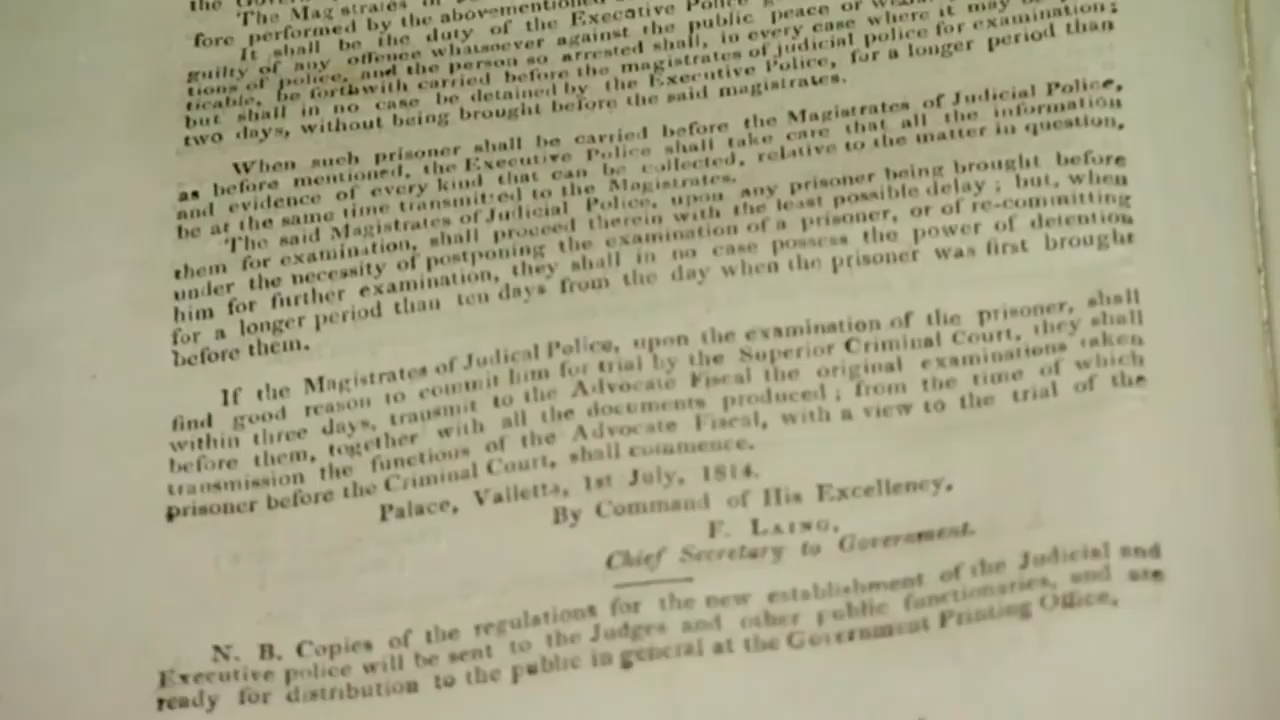 the Gover
The Magistrates of
fore performed by the abovementioned
It shall be the duty of the Executive Police
guilty of any offence whatsoever against the public peace or
tions of police, and the person so arrested shall, in every case where it may be
ticable, be forthwith carried before the magistrates of judicial police for examination;
but shall in no case be detained by the Executive Police, for a longer period than
two days, without being brought before the said magistrates.
When such prisoner shall be carried before the Magistrates of Judicial Police,
as before mentioned, the Executive Police shall take care that all the information
and evidence of every kind that can be collected, relative to the matter in question,
be at the same time transmitted to the Magistrates.
The said Magistrates of Judicial Police, upon any prisoner being brought before
them for examination, shall proceed therein with the least possible delay; but, when
under the necessity of postponing the examination of a prisoner, or of re-committing
him for further examination, they shall in no case possess the power of detention
for a longer period than ten days from the day when the prisoner was first brought
before them.
If the Magistrates of Judical Police, upon the examination of the prisoner, shall
find good reason to commit him for trial by the Superior Criminal Court, they shall
within three days, transmit to the Advocate Fiscal the original examinations taken
before them, together with all the documents produced; from the time of which
transmission the functions of the Advocate Fiscal, with a view to the trial of the
prisoner before the Criminal Court, shall commence.
Palace, Valletta, 1st July, 1814.
By Command of His Excellency,
F. LAING,
Chief Secretary to Government.
N. B. Copies of the regulations for the new establishment of the Judicial and
Executive police will be sent to the Judges and other public functionaries, and are
ready for distribution to the public in general at the Government Printing Office.